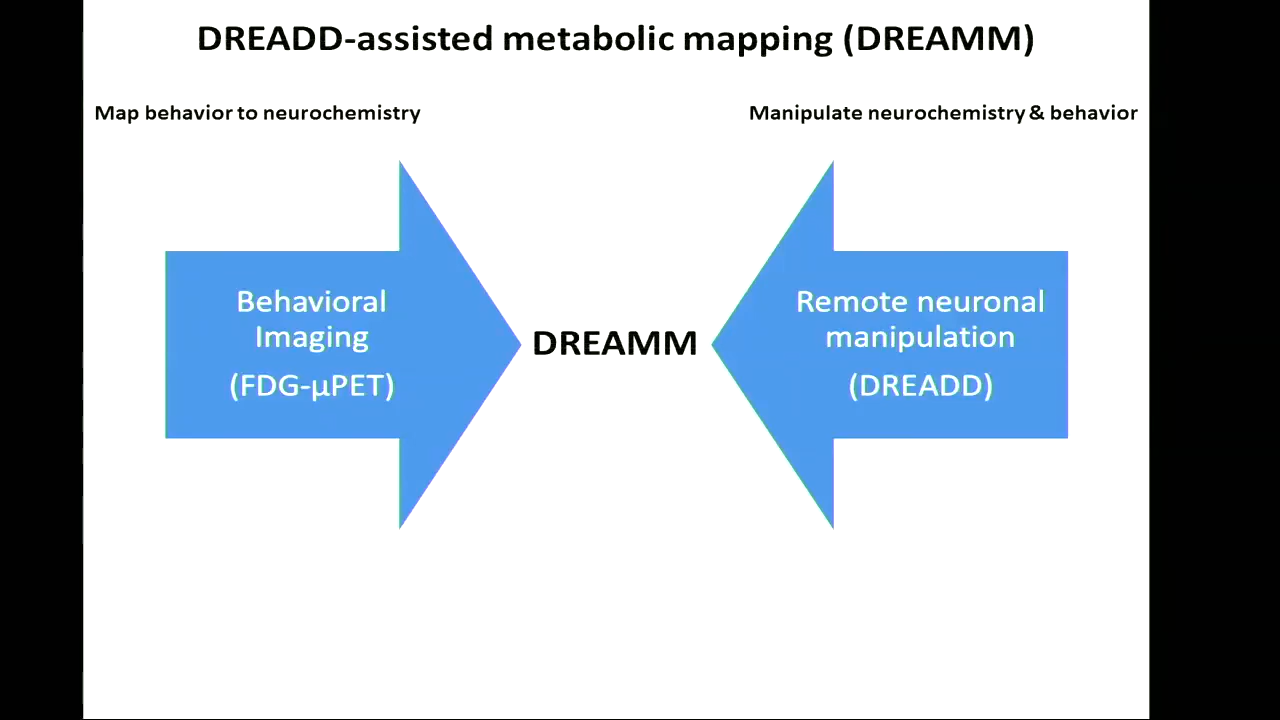 DREADD-assisted metabolic mapping (DREAMM)
Map behavior to neurochemistry
Manipulate neurochemistry & behavior
Behavioral
Imaging
(FDG-µPET)
DREAMM
Remote neuronal
manipulation
(DREADD)